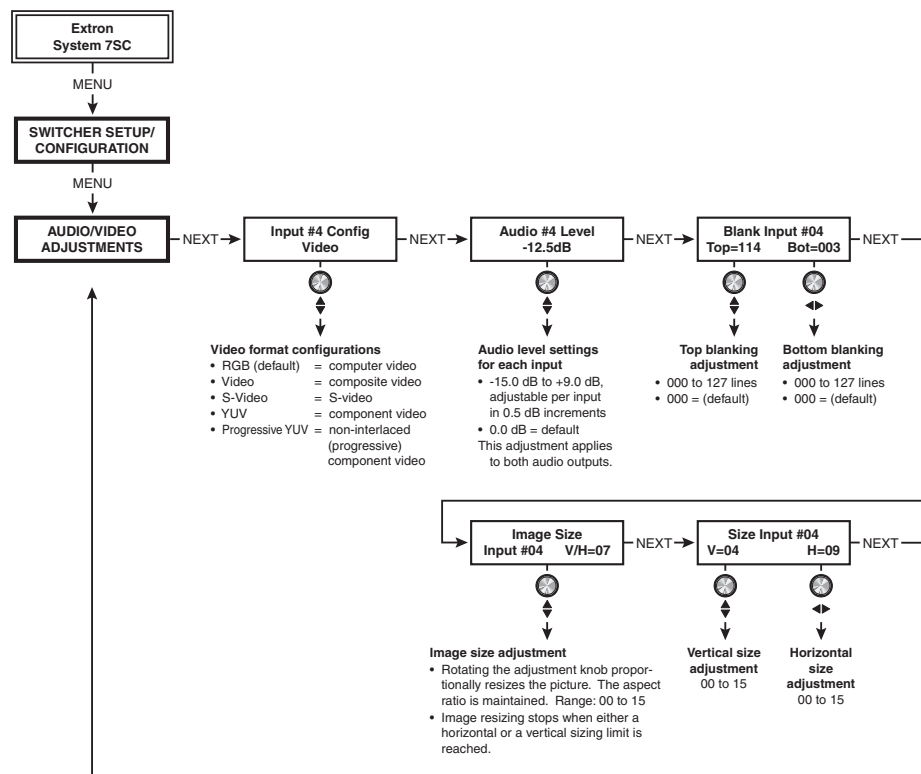 Extron
System 7SC
MENU
SWITCHER SETUP/
CONFIGURATION
MENU
AUDIO/VIDEO
ADJUSTMENTS
NEXT
Input #4 Config
Video
NEXT
Audio #4 Level
-12.5dB
NEXT
Blank Input #04
Top=114 Bot=003
NEXT
Video format configurations
• RGB (default) = computer video
• Video = composite video
• S-Video = S-video
• YUV = component video
• Progressive YUV = non-interlaced
(progressive)
component video
Audio level settings
for each input
• -15.0 dB to +9.0 dB,
adjustable per input
in 0.5 dB increments
• 0.0 dB = default
This adjustment applies
to both audio outputs.
Top blanking
adjustment
• 000 to 127 lines
• 000 = (default)
Bottom blanking
adjustment
• 000 to 127 lines
• 000 = (default)
Image Size
Input #04 V/H=07
NEXT
Size Input #04
V=04 H=09
NEXT
Image size adjustment
• Rotating the adjustment knob propor-
tionally resizes the picture. The aspect
ratio is maintained. Range: 00 to 15
• Image resizing stops when either a
horizontal or a vertical sizing limit is
reached.
Vertical size
adjustment
00 to 15
Horizontal
size
adjustment
00 to 15